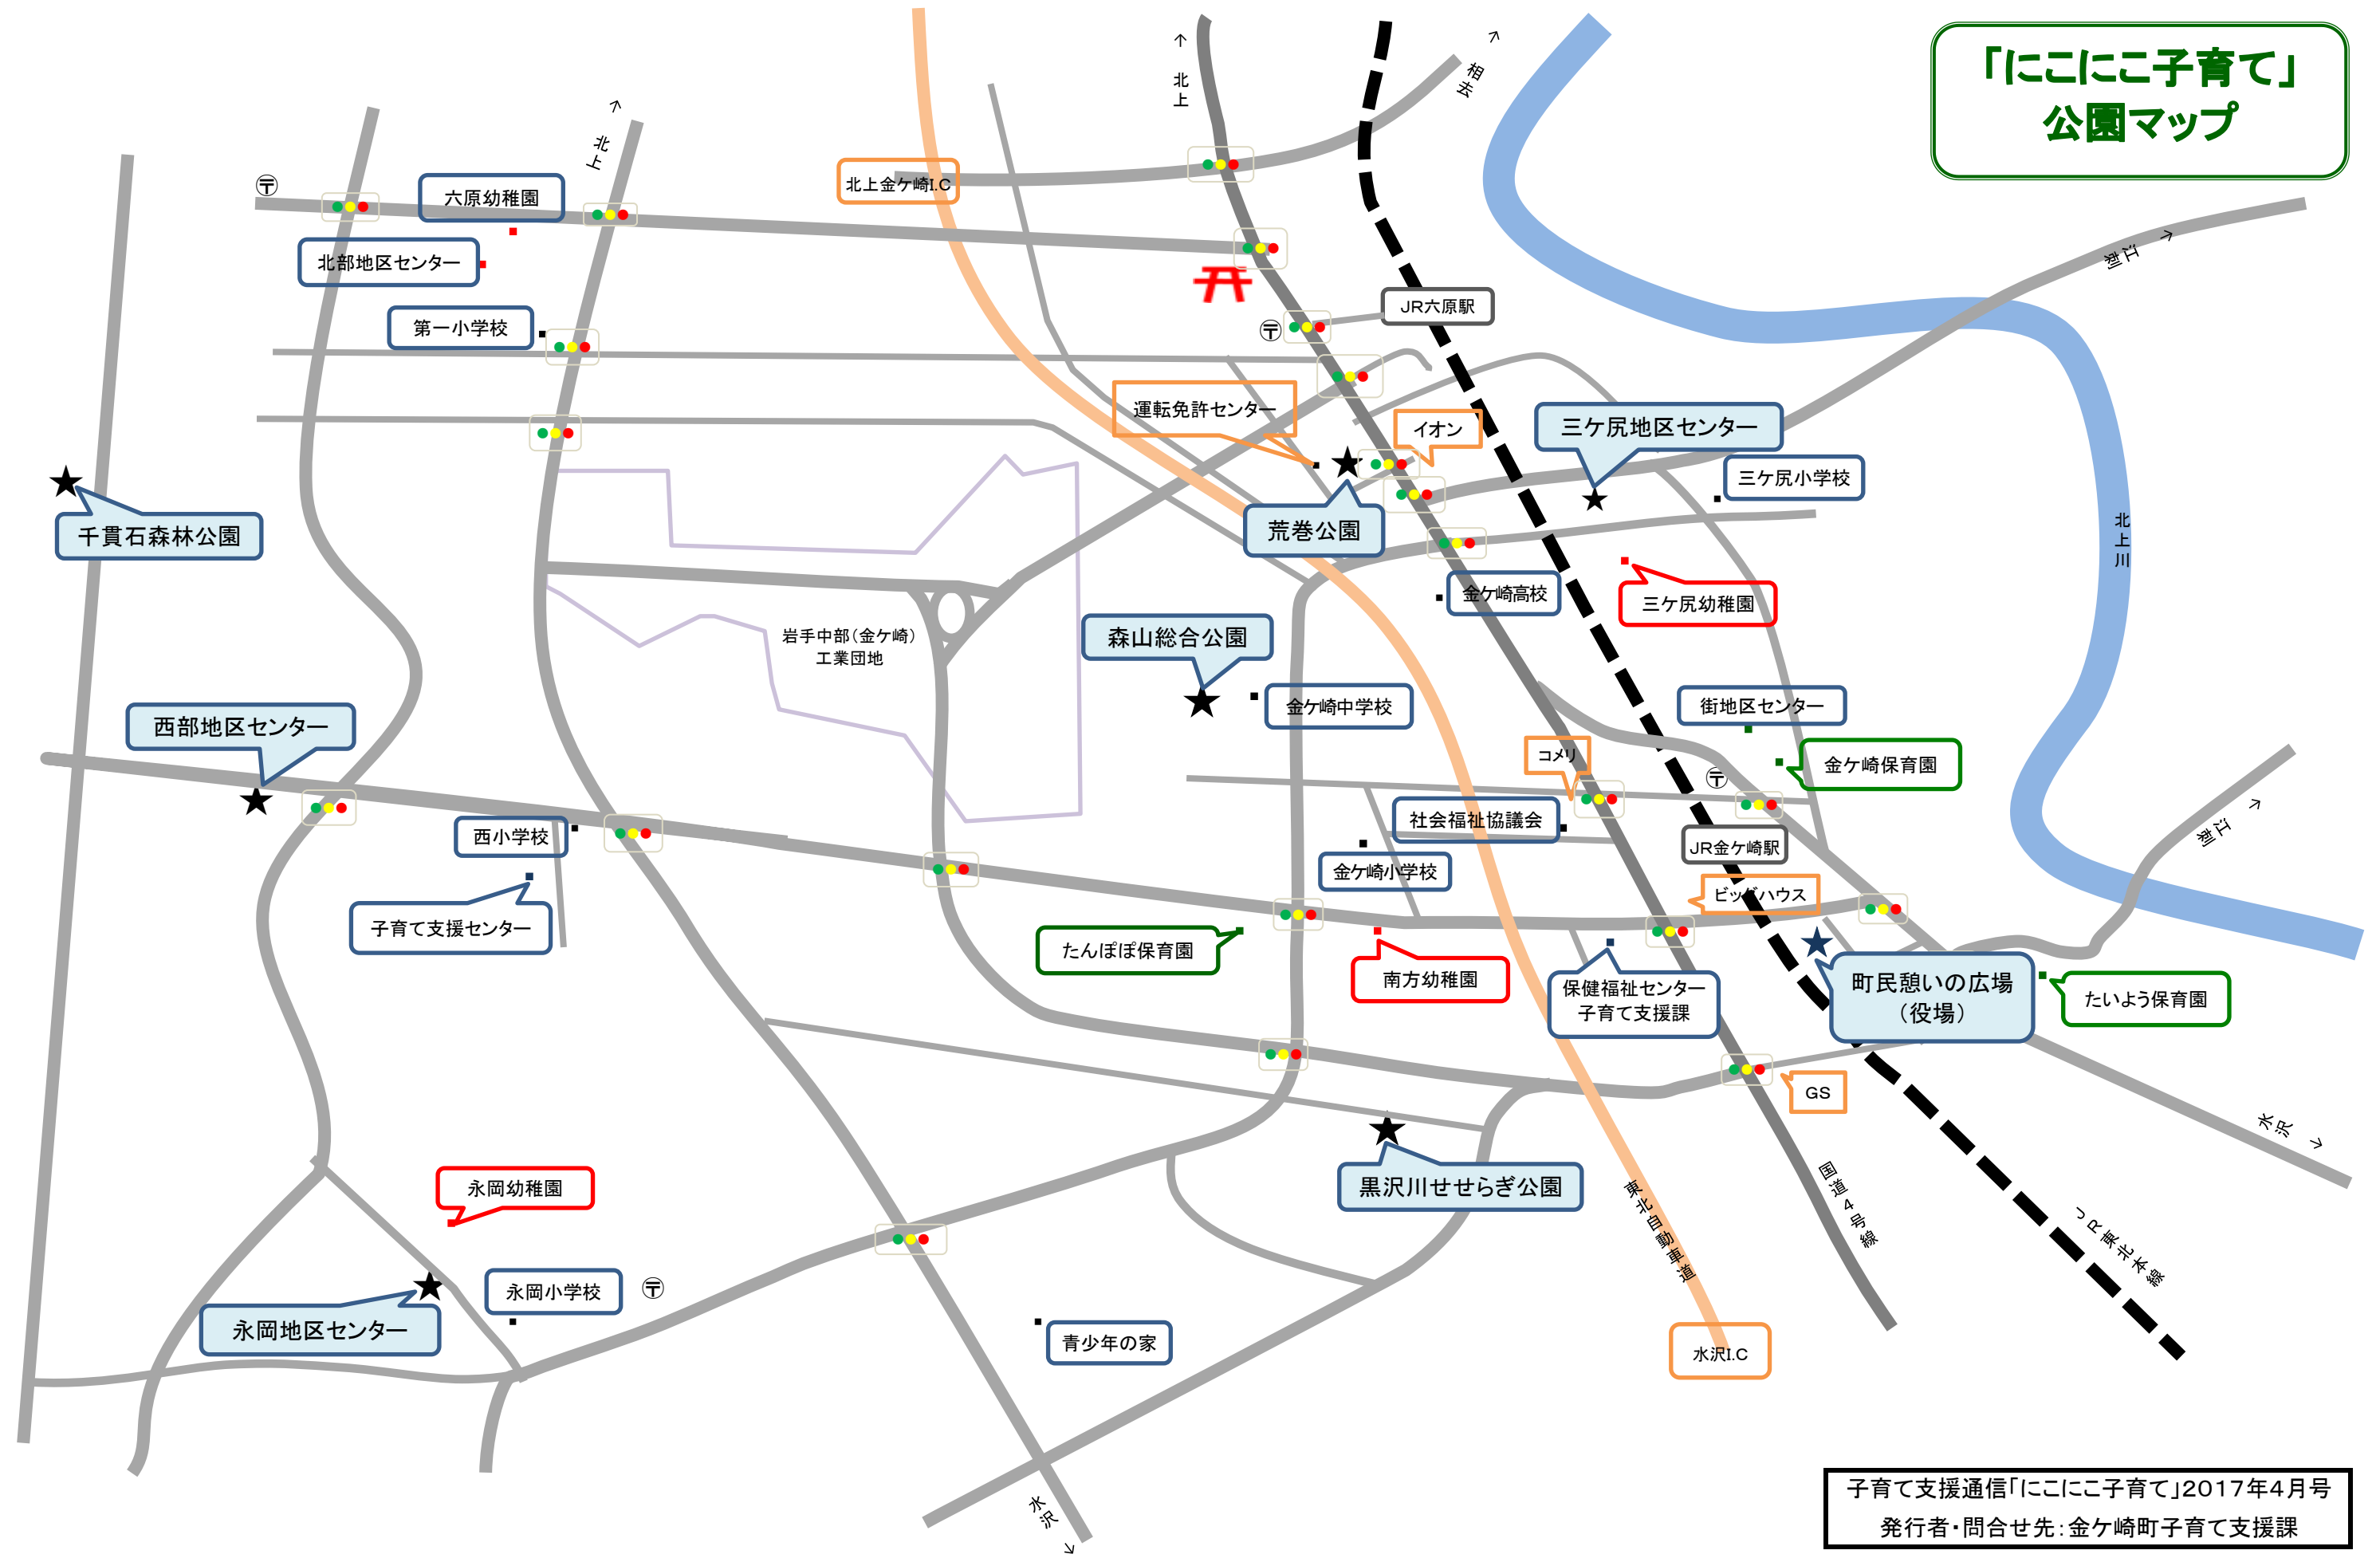 「にこにこ子育て」
公園マップ
↑ 北上
相去 ↑
北上 ↑
〒
六原幼稚園
北上金ケ崎I.C
北部地区センター
江刺 ↑
第一小学校
JR六原駅
〒
運転免許センター
イオン
三ケ尻地区センター
三ケ尻小学校
千貫石森林公園
荒巻公園
北上川
金ケ崎高校
三ケ尻幼稚園
岩手中部（金ケ崎）
工業団地
森山総合公園
金ケ崎中学校
街地区センター
西部地区センター
コメリ
〒
金ケ崎保育園
西小学校
社会福祉協議会
JR金ケ崎駅
江刺 ↑
金ケ崎小学校
ビッグハウス
子育て支援センター
たんぽぽ保育園
南方幼稚園
保健福祉センター
子育て支援課
町民憩いの広場
（役場）
たいよう保育園
GS
水沢 ↓
永岡幼稚園
黒沢川せせらぎ公園
東北自動車道
国道4号線
JR東北本線
永岡小学校
〒
永岡地区センター
青少年の家
水沢I.C
水沢 ↓
子育て支援通信「にこにこ子育て」２０１７年４月号
発行者・問合せ先：金ケ崎町子育て支援課